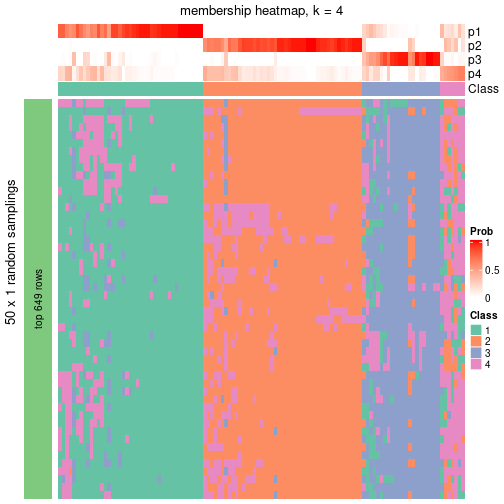 membership heatmap, k = 4
p1
p2
p3
p4
Class
50 x 1 random samplings
top 649 rows
Prob
1
0.5
0
Class
1
2
3
4